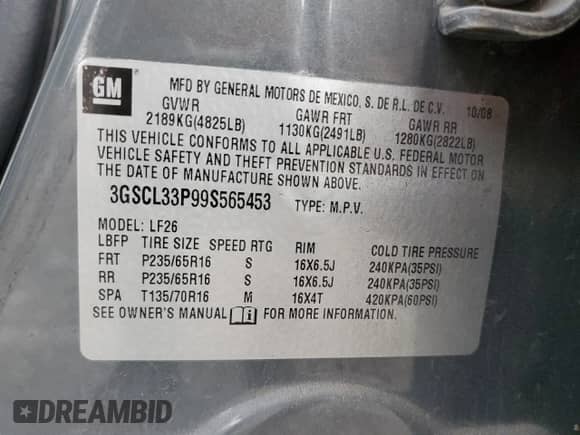 GM
MFD BY GENERAL MOTORS DE MEXICO, S. DE R.L. DE C.V. 10/08
GVWR GAWR FRT GAWR RR
2189KG(4825LB) 1130KG(2491LB) 1280KG(2822LB)
THIS VEHICLE CONFORMS TO ALL APPLICABLE U.S. FEDERAL MOTOR
VEHICLE SAFETY AND THEFT PREVENTION STANDARDS IN EFFECT ON
THE DATE OF MANUFACTURE SHOWN ABOVE.
3GSCL33P99S565453 TYPE: M.P.V.
MODEL: LF26
LBFP TIRE SIZE SPEED RTG RIM COLD TIRE PRESSURE
FRT P235/65R16 S 16X6.5J 240KPA(35PSI)
RR P235/65R16 S 16X6.5J 240KPA(35PSI)
SPA T135/70R16 M 16X4T 420KPA(60PSI)
SEE OWNER'S MANUAL FOR MORE INFORMATION.
DREAMBID